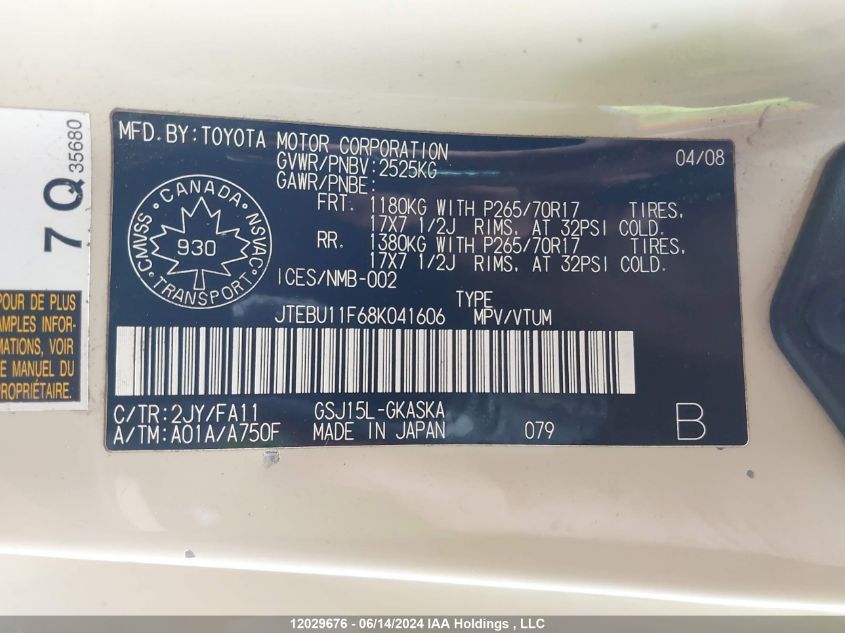 7 Q 35680
POUR DE PLUS
AMPLES INFOR-
MATIONS, VOIR
LE MANUEL DU
PROPRIÉTAIRE.
MFD. BY: TOYOTA MOTOR CORPORATION 04/08
GVWR/PNBV: 2525KG
GAWR/PNBE:
FRT. 1180KG WITH P265/70R17 TIRES,
17X7 1/2J RIMS, AT 32PSI COLD.
RR. 1380KG WITH P265/70R17 TIRES,
17X7 1/2J RIMS, AT 32PSI COLD.
CANADA
CMVSS 930 NSVAC
TRANSPORT
ICES/NMB-002
TYPE
JTEBU11F68K041606 MPV/VTUM
C/TR: 2JY/FA11 GSJ15L-GKASKA
A/TM: A01A/A750F MADE IN JAPAN 079 B
12029676 - 06/14/2024 IAA Holdings , LLC